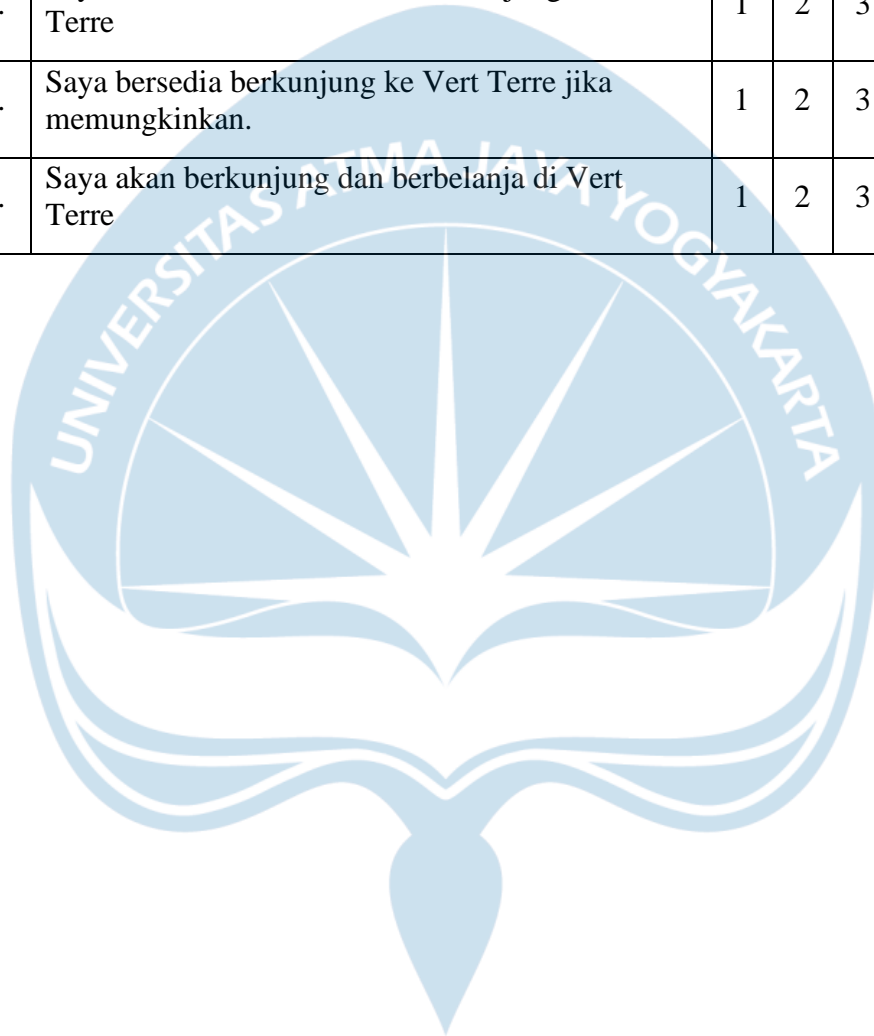 Terre
1 2 3
Saya bersedia berkunjung ke Vert Terre jika
memungkinkan.
1 2 3
Saya akan berkunjung dan berbelanja di Vert
Terre
1 2 3
UNIVERSITAS ATMA JAYA YOGYAKARTA